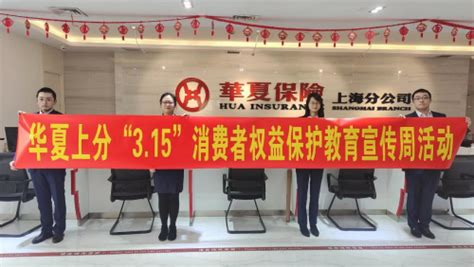 華夏保險
HUA INSURANCE
上海分公司
SHANGHAI BRANCH
华夏上分“3.15”消费者权益保护教育宣传周活动